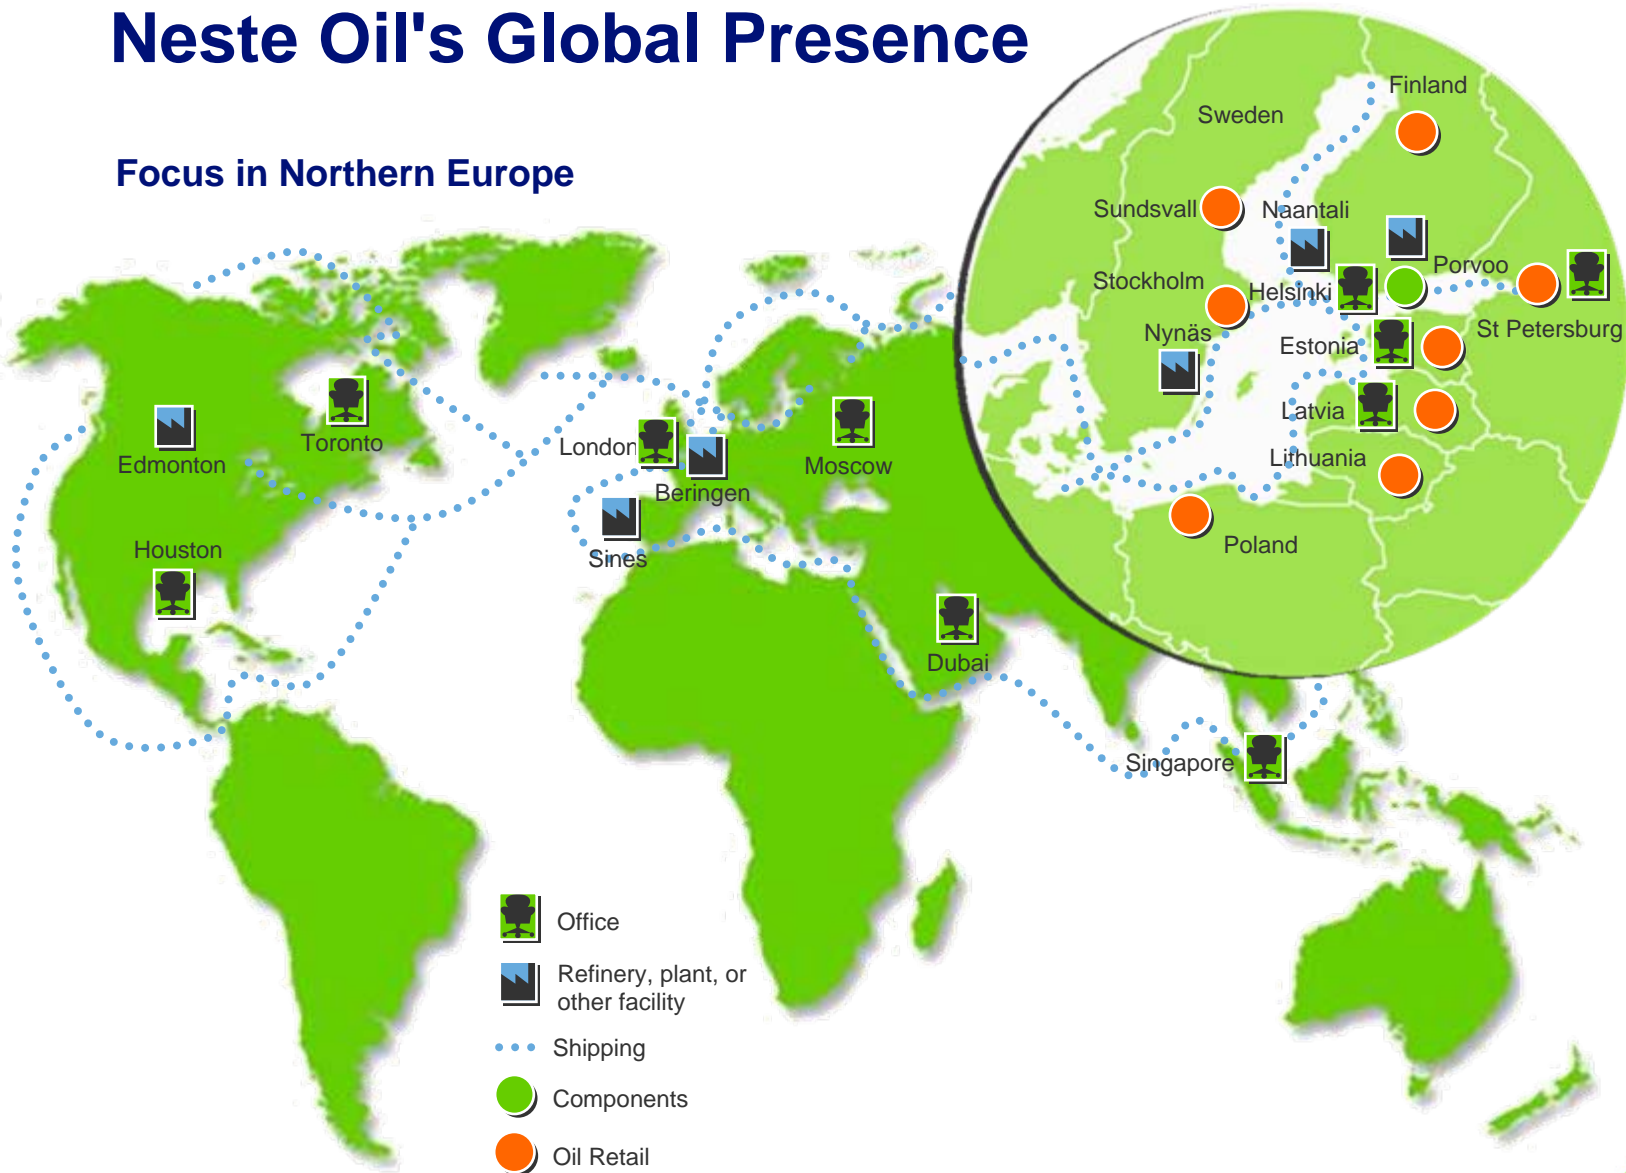 Neste Oil's Global Presence
Focus in Northern Europe
Finland
Sweden
Sundsvall
Naantali
Stockholm
Helsinki
Porvoo
Nynäs
Estonia
St Petersburg
Latvia
Lithuania
Poland
Edmonton
Toronto
London
Beringen
Moscow
Houston
Sines
Dubai
Singapore
Office
Refinery, plant, or
other facility
Shipping
Components
Oil Retail